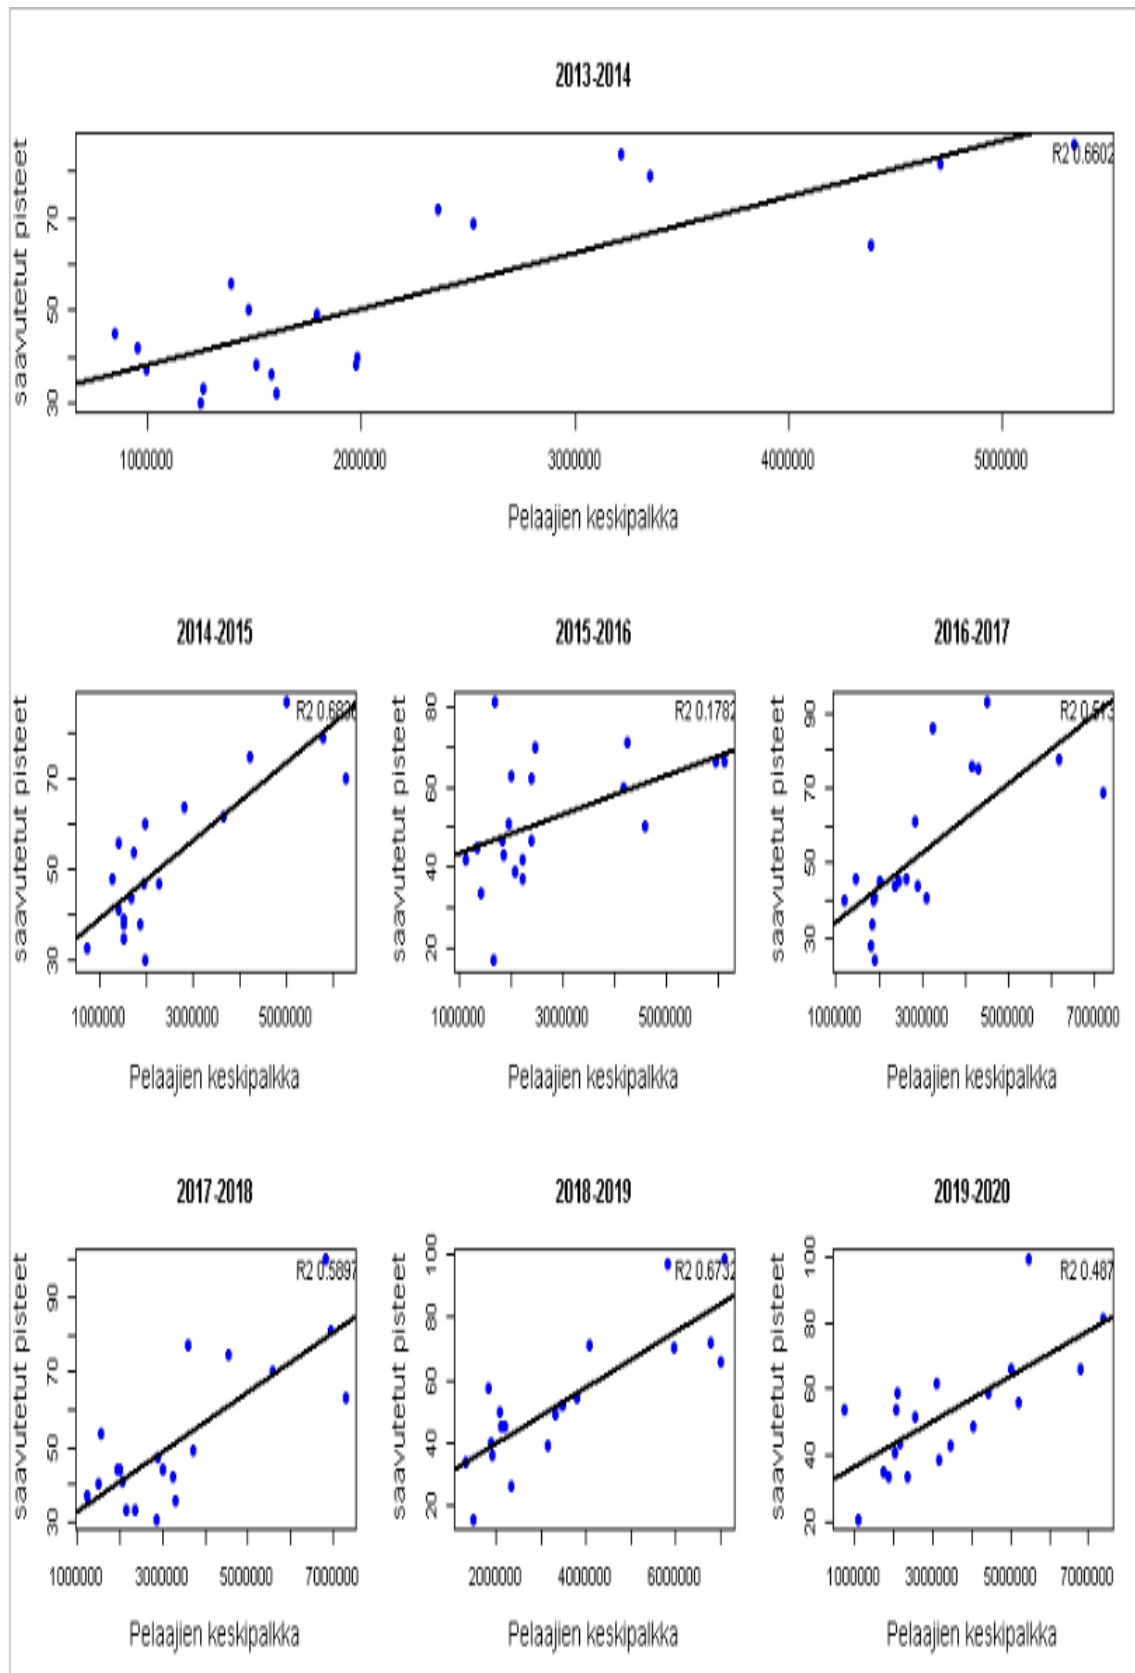 2013-2014
saavutetut pisteet
30 50 70
R2 0.6602
1000000 2000000 3000000 4000000 5000000
Pelaajien keskipalkka
2014-2015
saavutetut pisteet
30 50 70
1000000 3000000 5000000
Pelaajien keskipalkka
2015-2016
saavutetut pisteet
20 40 60 80
R2 0.1782
1000000 3000000 5000000
Pelaajien keskipalkka
2016-2017
saavutetut pisteet
30 50 70 90
1000000 3000000 5000000 7000000
Pelaajien keskipalkka
2017-2018
saavutetut pisteet
30 50 70 90
R2 0.5897
1000000 3000000 5000000 7000000
Pelaajien keskipalkka
2018-2019
saavutetut pisteet
20 40 60 80 100
R2 0.6732
2000000 4000000 6000000
Pelaajien keskipalkka
2019-2020
saavutetut pisteet
20 40 60 80 100
R2 0.487
1000000 3000000 5000000 7000000
Pelaajien keskipalkka